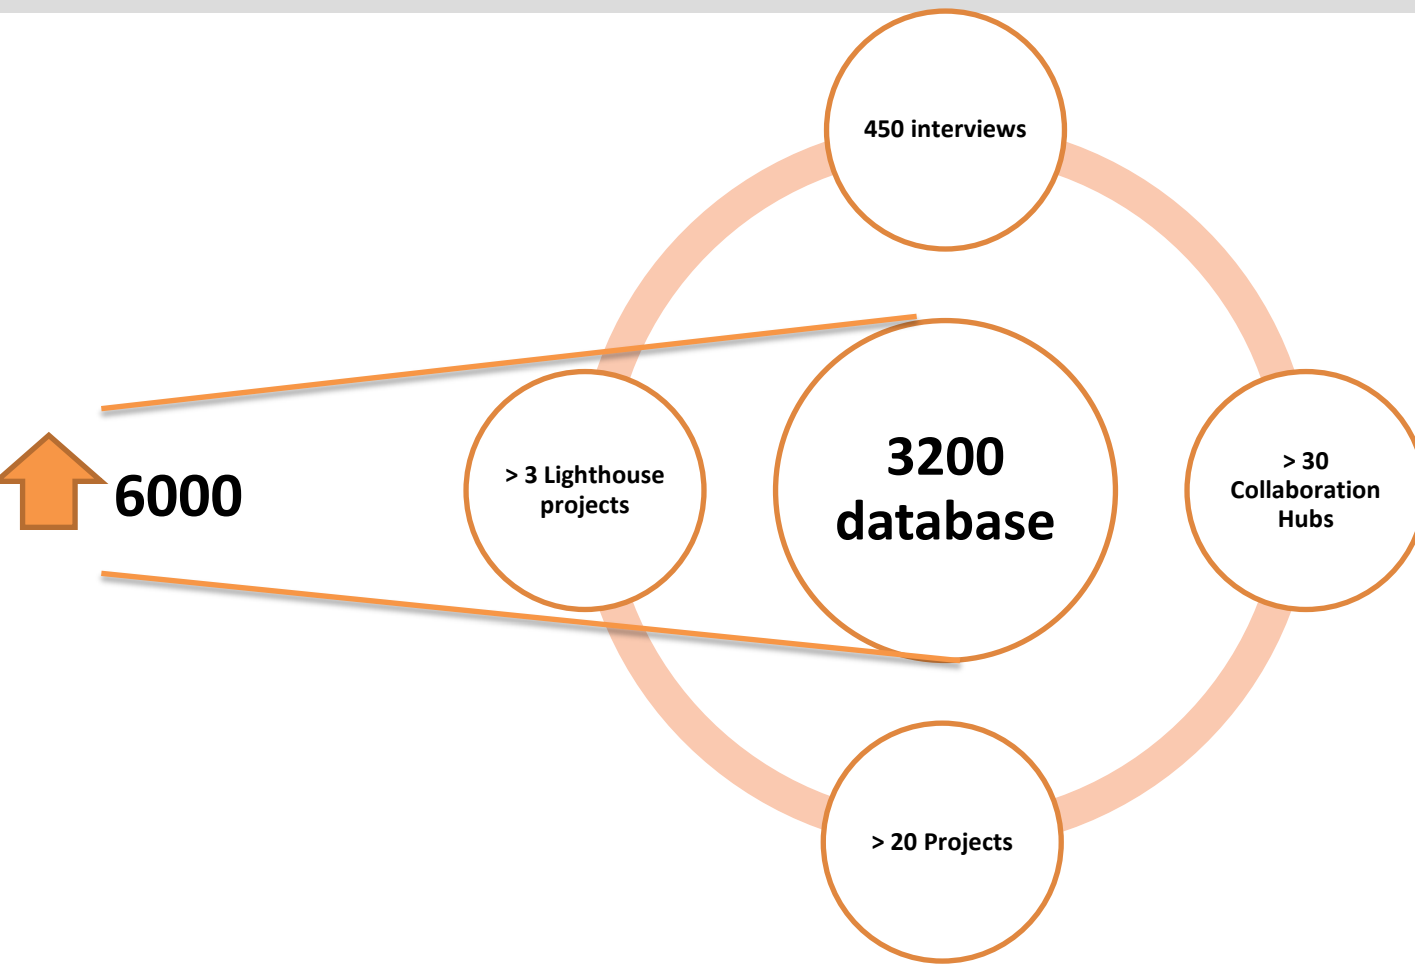 450 interviews
6000
> 3 Lighthouse
projects
3200
database
> 30
Collaboration
Hubs
> 20 Projects